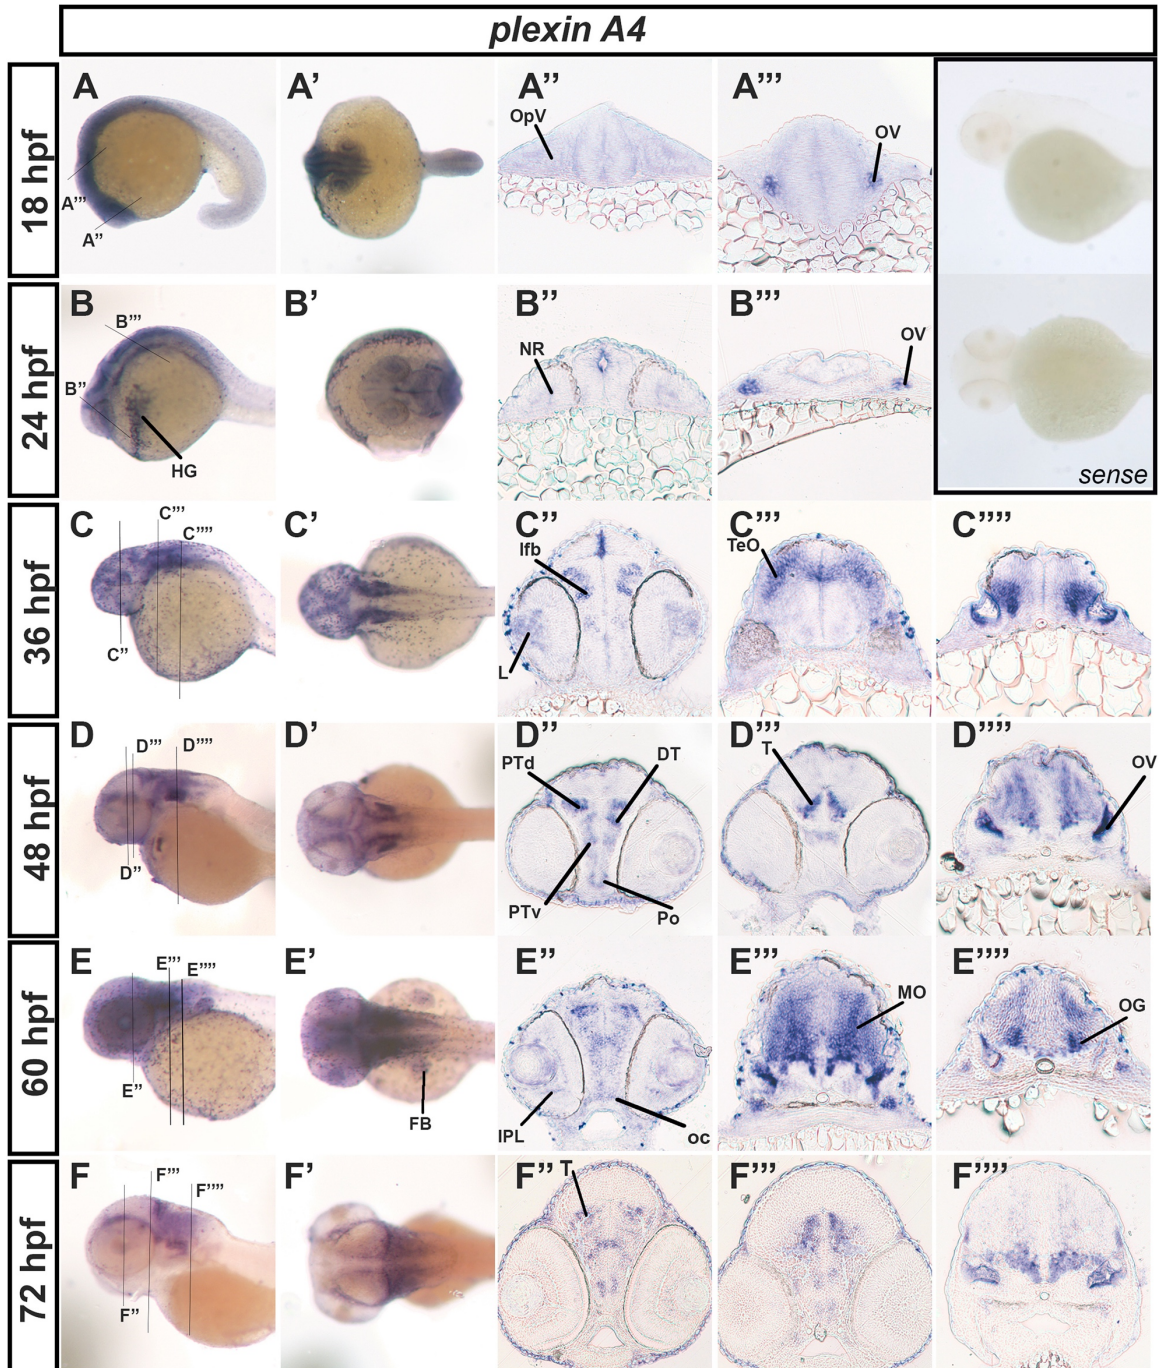 plexin A4
18 hpf
A
A'''
A''
A'
A''
OpV
A'''
OV
sense
24 hpf
B
B'''
B''
HG
B'
B''
NR
B'''
OV
36 hpf
C
C'''
C''''
C''
C'
C''
lfb
L
C'''
TeO
C''''
48 hpf
D
D'''
D''''
D''
D'
D''
PTd
DT
PTv
Po
D'''
T
D''''
OV
60 hpf
E
E'''
E''''
E''
E'
FB
E''
IPL
oc
E'''
MO
E''''
OG
72 hpf
F
F'''
F''''
F''
F'
F''
T
F'''
F''''